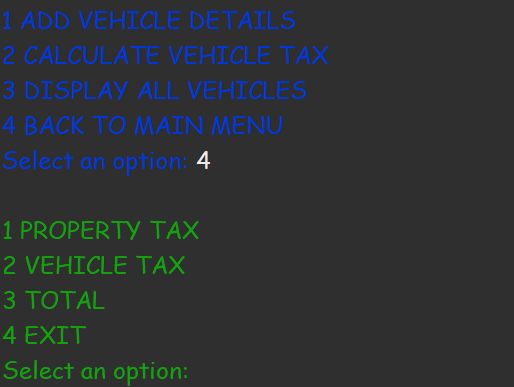 1 ADD VEHICLE DETAILS
2 CALCULATE VEHICLE TAX
3 DISPLAY ALL VEHICLES
4 BACK TO MAIN MENU
Select an option: 4
1 PROPERTY TAX
2 VEHICLE TAX
3 TOTAL
4 EXIT
Select an option: